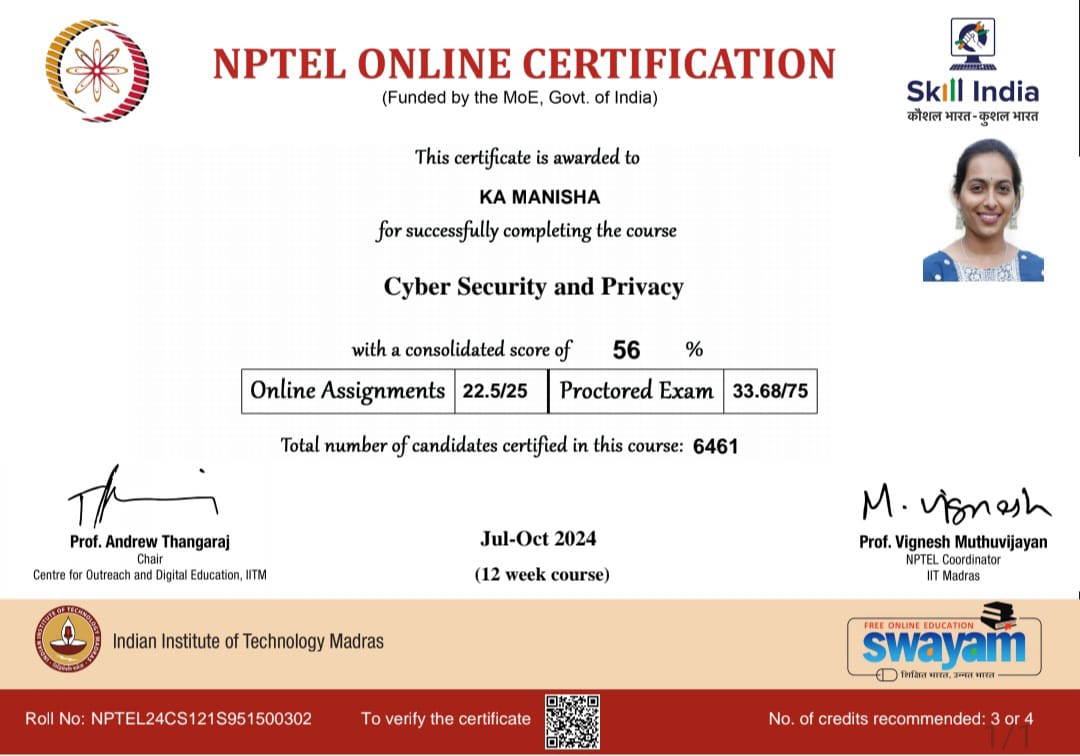 NPTEL ONLINE CERTIFICATION
(Funded by the MoE, Govt. of India)
Skill India
कौशल भारत - कुशल भारत
This certificate is awarded to
KA MANISHA
for successfully completing the course
Cyber Security and Privacy
with a consolidated score of 56 %
Online Assignments 22.5/25 Proctored Exam 33.68/75
Total number of candidates certified in this course: 6461
M. Vignesh
Prof. Andrew Thangaraj
Chair
Centre for Outreach and Digital Education, IITM
Jul-Oct 2024
(12 week course)
Prof. Vignesh Muthuvijayan
NPTEL Coordinator
IIT Madras
INDIAN INSTITUTE OF TECHNOLOGY MADRAS
Indian Institute of Technology Madras
FREE ONLINE EDUCATION
swayam
शिक्षित भारत, उन्नत भारत
Roll No: NPTEL24CS121S951500302
To verify the certificate
No. of credits recommended: 3 or 4
1/1